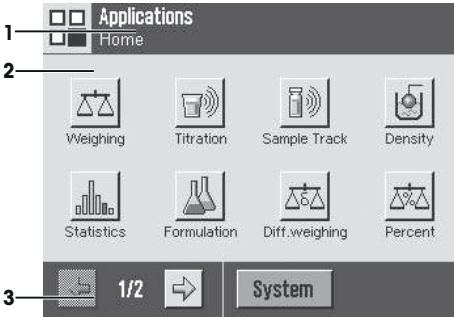 Applications
1 Home
2
Weighing Titration Sample Track Density
Statistics Formulation Diff.weighing Percent
3 1/2 System